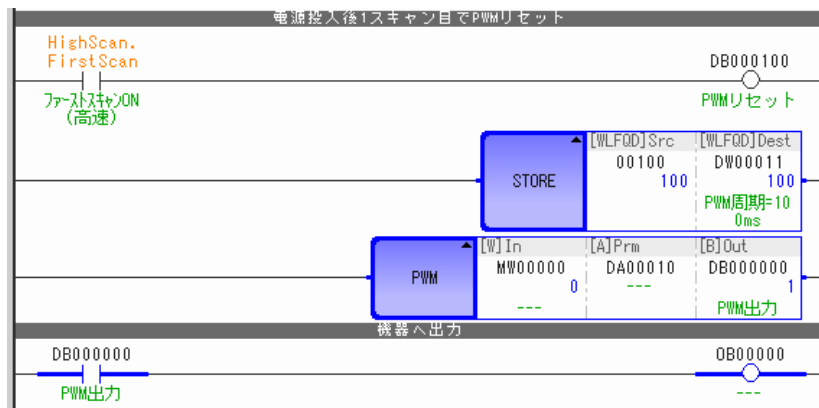 電源投入後1スキャン目でPWMリセット
HighScan.
FirstScan
DB000100
ファーストスキャンON
(高速)
PWMリセット
STORE
[WLFQD]Src
[WLFQD]Dest
00100
DW00011
100
100
PWM周期=10
0ms
PWM
[W]In
[A]Prm
[B]Out
MW00000
DA00010
DB000000
0
---
1
---
PWM出力
機器へ出力
DB000000
OB00000
PWM出力
---